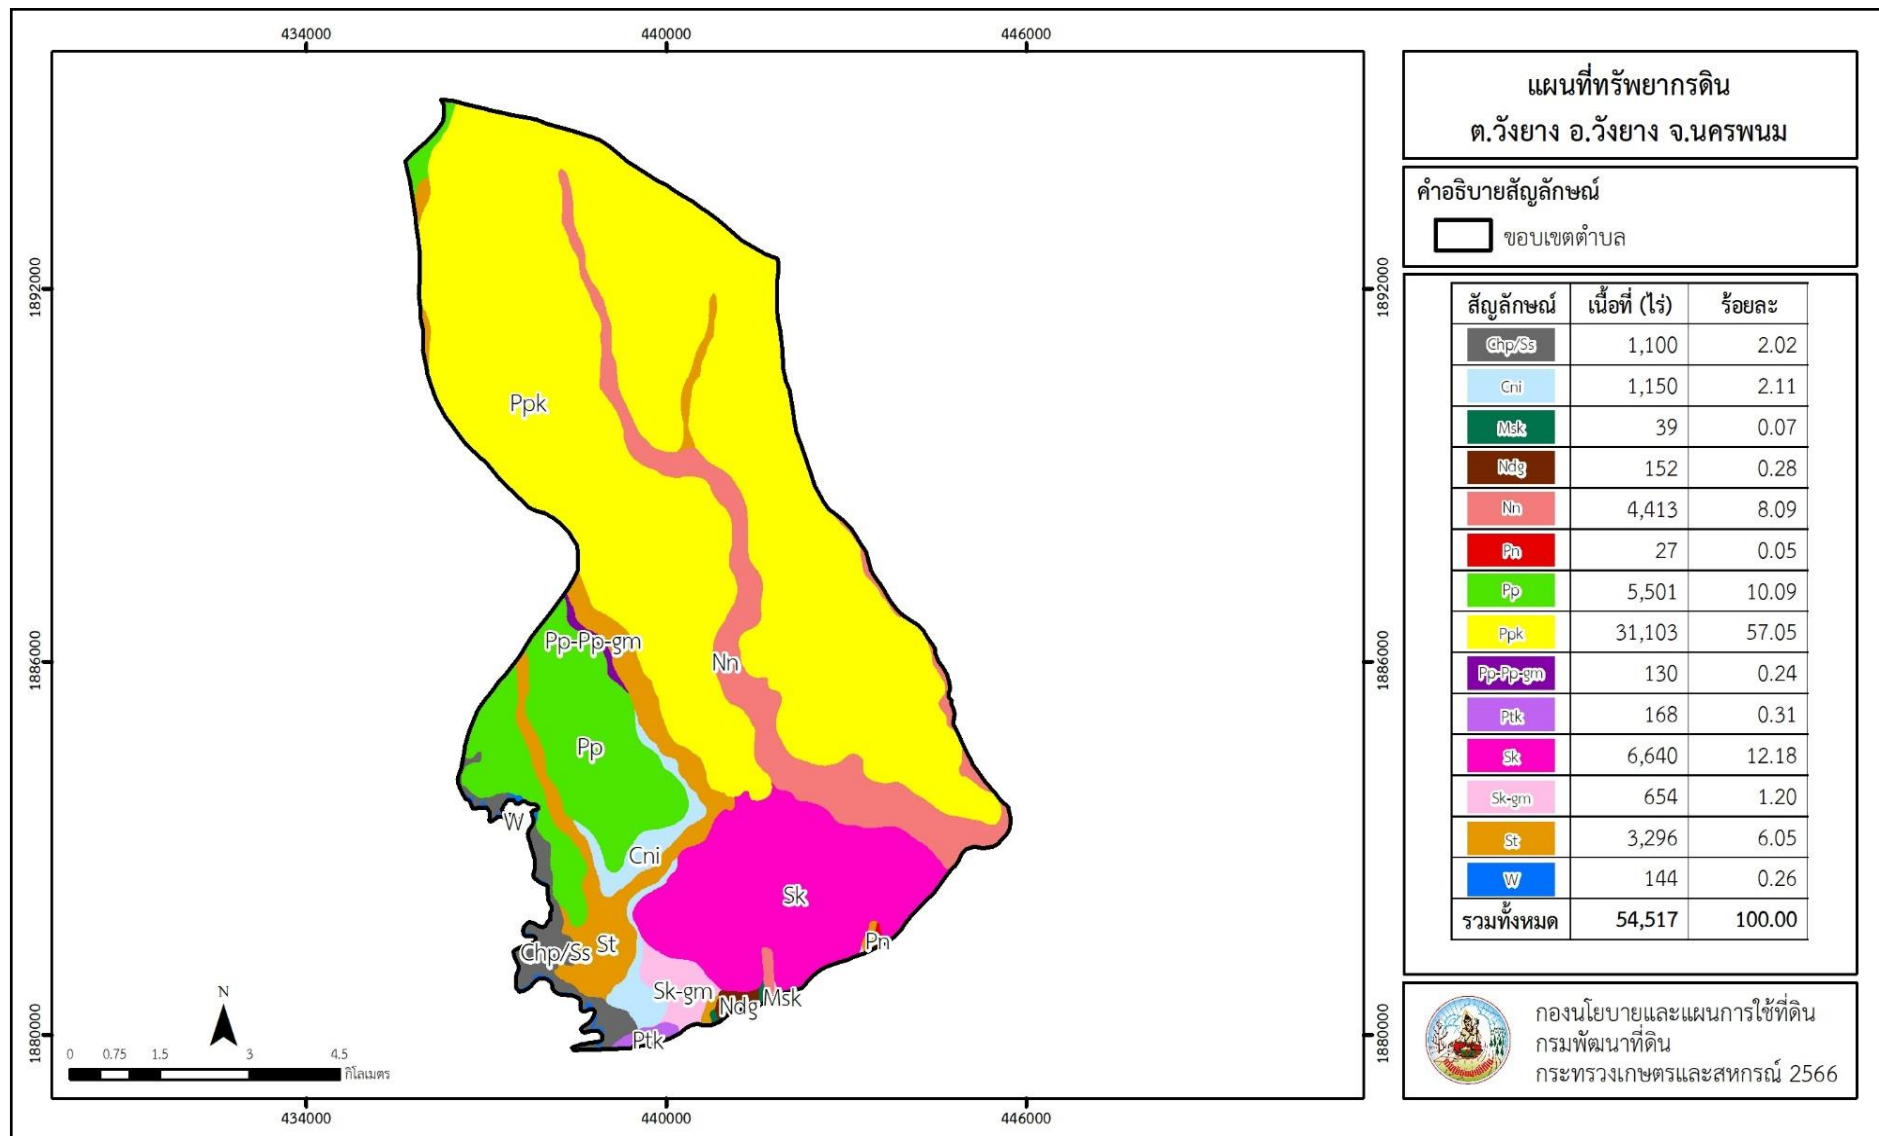 434000 440000 446000
แผนที่ทรัพยากรดิน
ต.วังยาง อ.วังยาง จ.นครพนม
คำอธิบายสัญลักษณ์
ขอบเขตตำบล
1892000 1892000
1886000 1886000
1880000 1880000
Ppk
Pp-Pp-gm
Nn
Pp
W
Cni
Sk
Pn
Chp/Ss
St
Sk-gm
Ndg
Msk
Ptk
N
0 0.75 1.5 3 4.5
กิโลเมตร
434000 440000 446000
สัญลักษณ์ เนื้อที่ (ไร่) ร้อยละ
Chp/Ss 1,100 2.02
Cni 1,150 2.11
Msk 39 0.07
Ndg 152 0.28
Nn 4,413 8.09
Pn 27 0.05
Pp 5,501 10.09
Ppk 31,103 57.05
Pp-Pp-gm 130 0.24
Ptk 168 0.31
Sk 6,640 12.18
Sk-gm 654 1.20
St 3,296 6.05
W 144 0.26
รวมทั้งหมด 54,517 100.00
กองนโยบายและแผนการใช้ที่ดิน
กรมพัฒนาที่ดิน
กระทรวงเกษตรและสหกรณ์ 2566